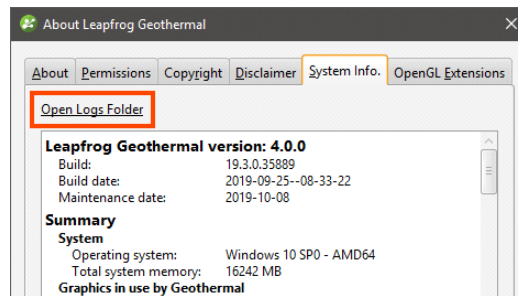 About Leapfrog Geothermal
About Permissions Copyright Disclaimer System Info. OpenGL Extensions
Open Logs Folder
Leapfrog Geothermal version: 4.0.0
Build: 19.3.0.35889
Build date: 2019-09-25--08-33-22
Maintenance date: 2019-10-08
Summary
System
Operating system: Windows 10 SP0 - AMD64
Total system memory: 16242 MB
Graphics in use by Geothermal